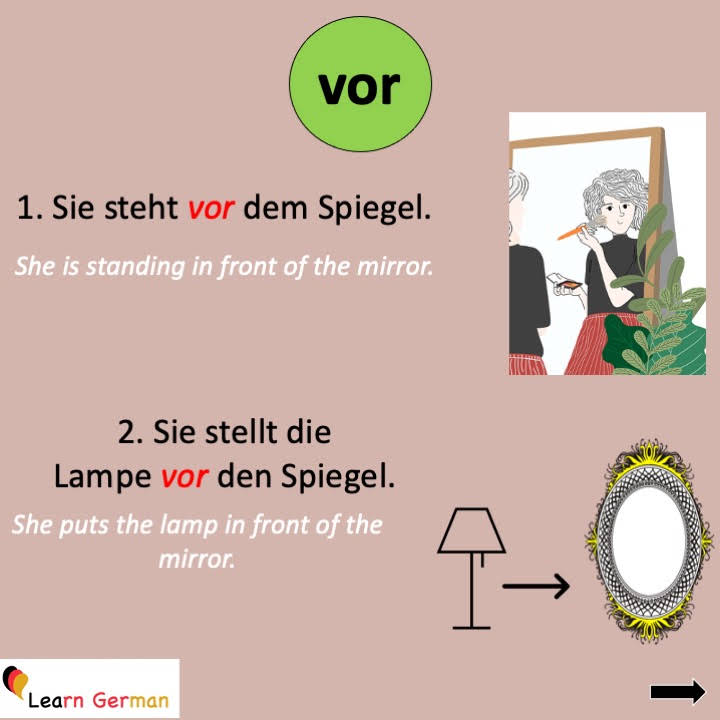 vor
1. Sie steht vor dem Spiegel.
She is standing in front of the mirror.
2. Sie stellt die
Lampe vor den Spiegel.
She puts the lamp in front of the
mirror.
Learn German